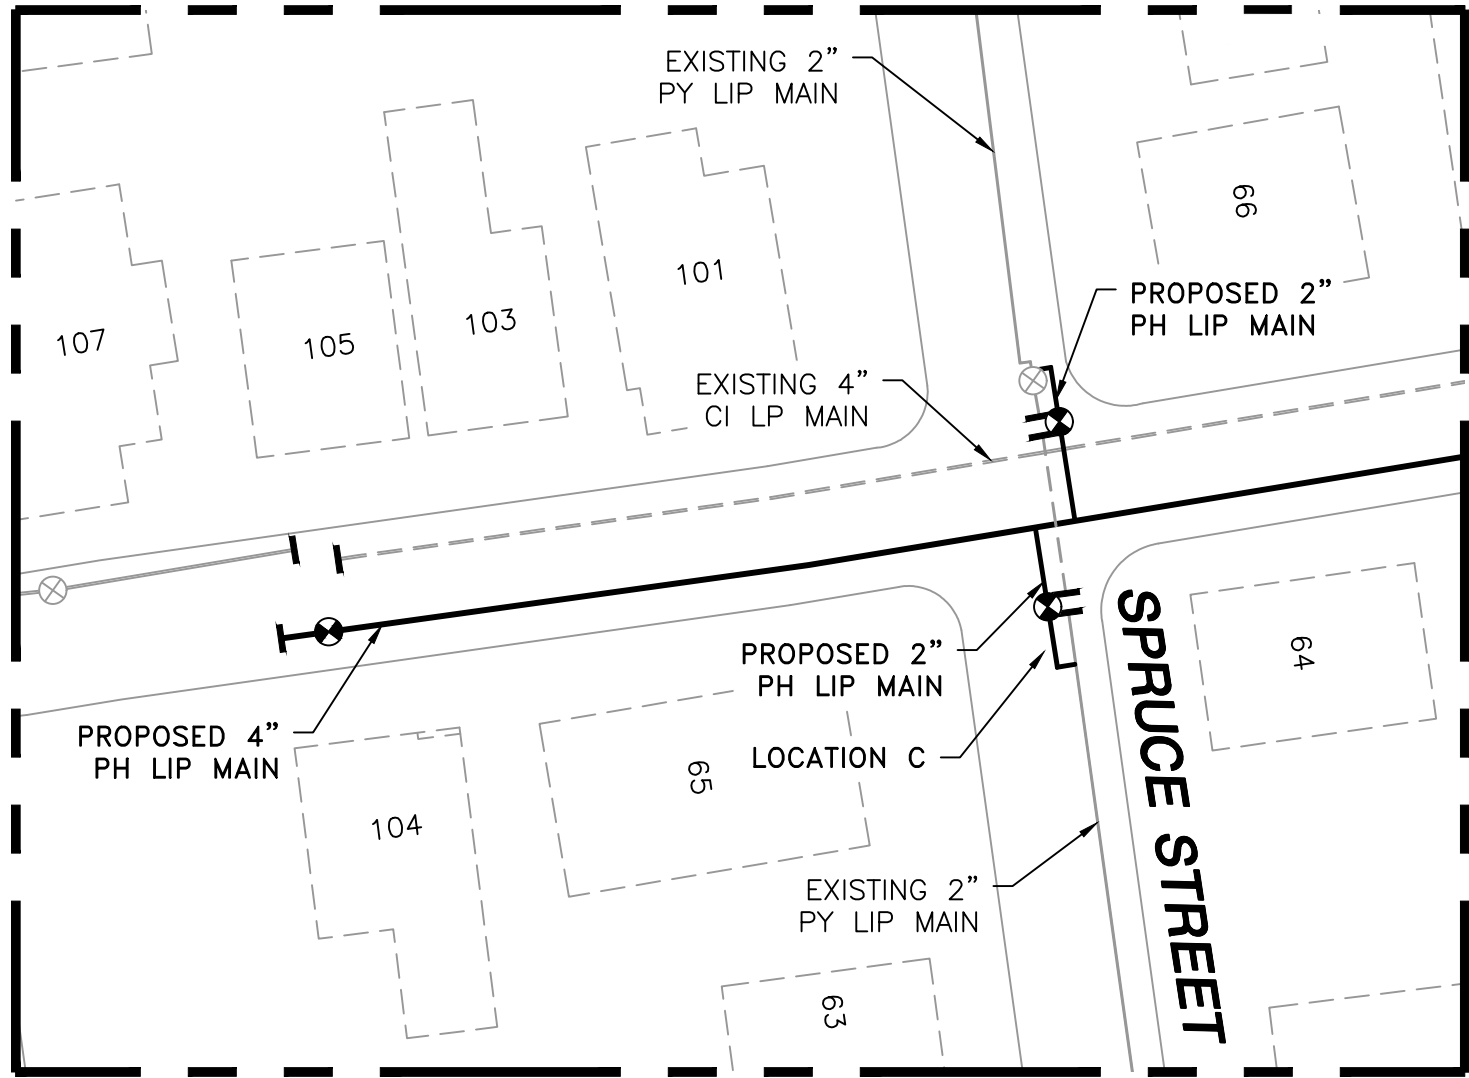 EXISTING 2”
PY LIP MAIN
66
101
PROPOSED 2”
PH LIP MAIN
103
105
107
EXISTING 4”
CI LP MAIN
SPRUCE STREET
64
PROPOSED 2”
PH LIP MAIN
PROPOSED 4”
PH LIP MAIN
LOCATION C
65
104
EXISTING 2”
PY LIP MAIN
63